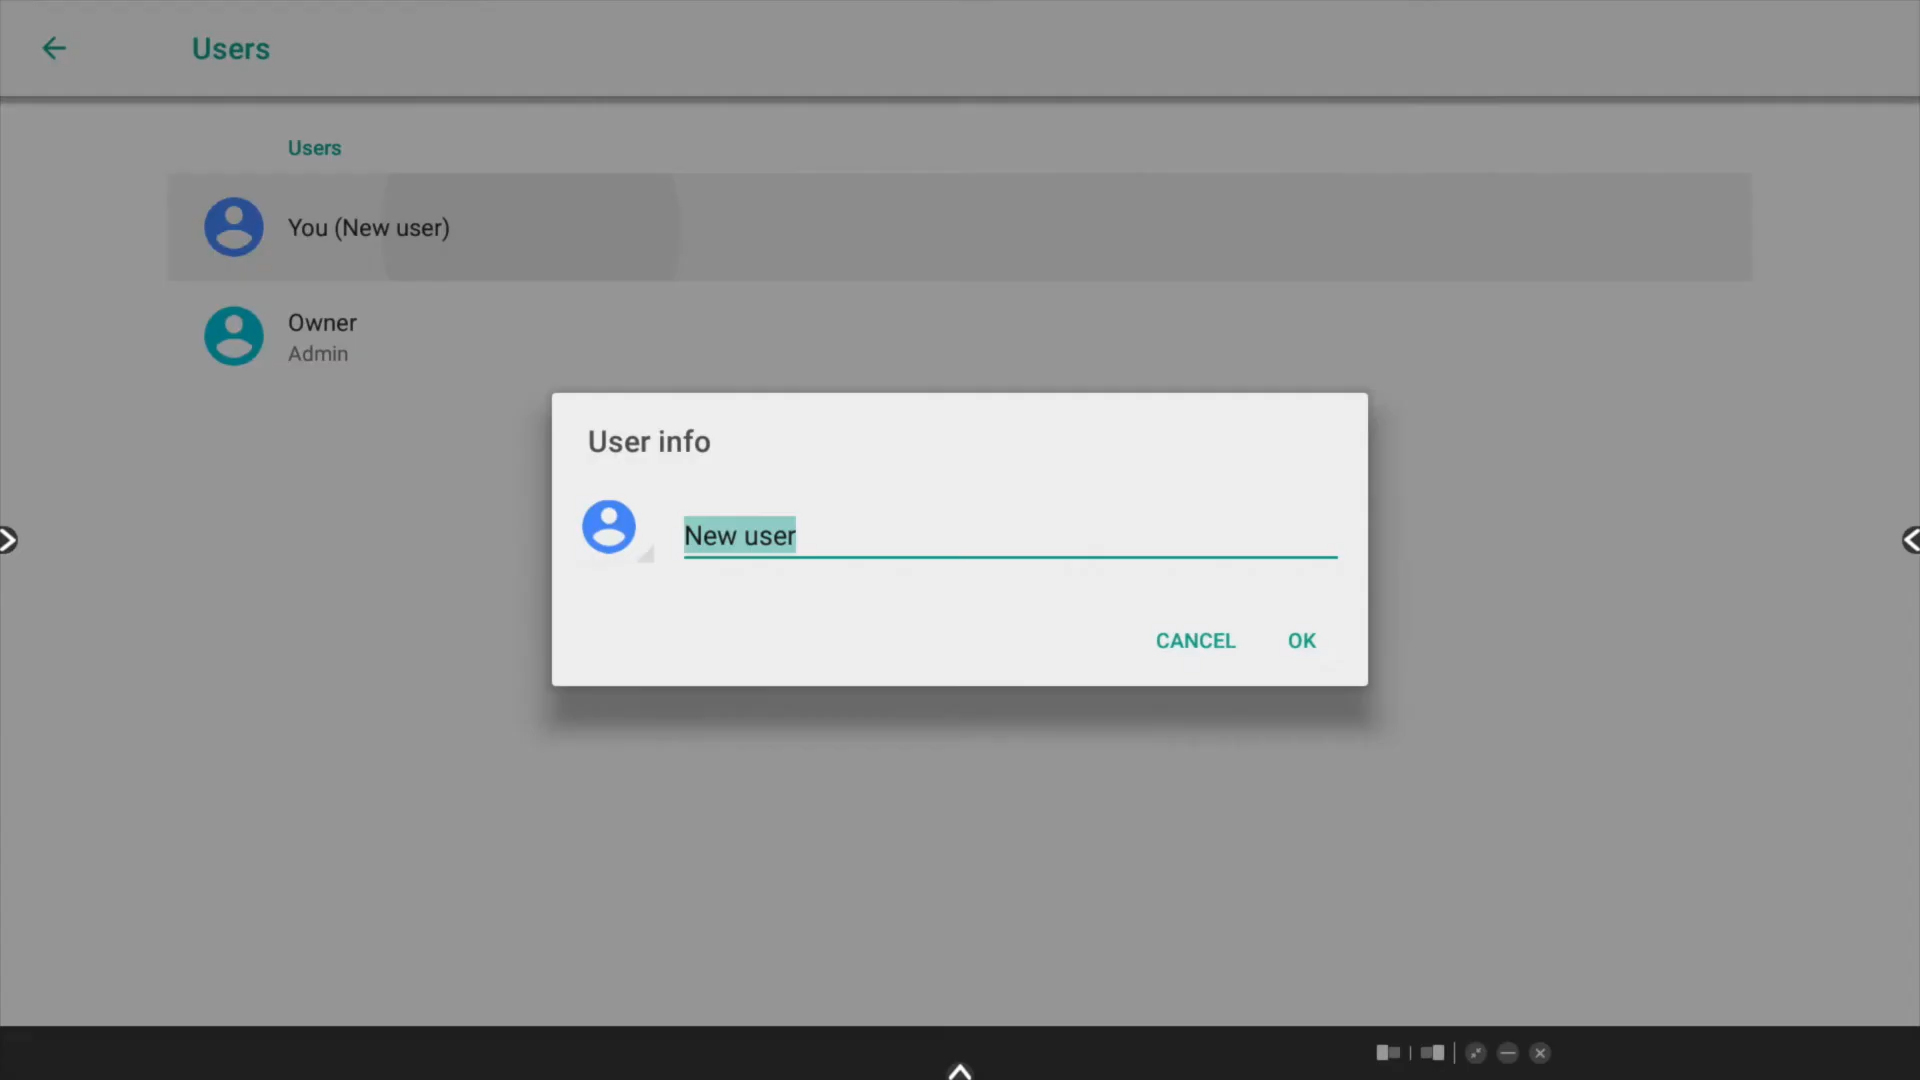 Users
Users
You (New user)
Owner
Admin
User info
New user
CANCEL
OK